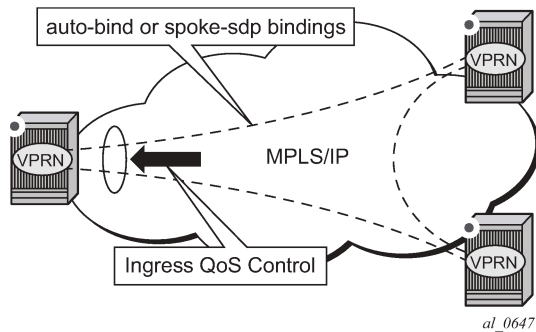 auto-bind or spoke-sdp bindings
VPRN
VPRN
MPLS/IP
Ingress QoS Control
VPRN
al_0647